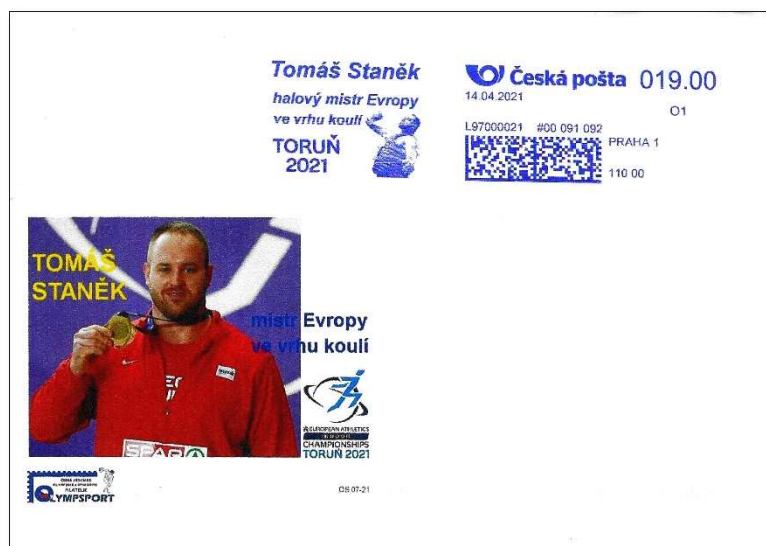 Tomáš Staněk
halový mistr Evropy
ve vrhu koulí
TORUŇ
2021
Česká pošta 019.00
14.04.2021
O1
L97000021 #00 091 092
PRAHA 1
110 00
TOMÁŠ
STANĚK
mistr Evropy
ve vrhu koulí
EUROPEAN ATHLETICS
INDOOR
CHAMPIONSHIPS
TORUŇ 2021
SPAR
OLYMPSPORT
OS 07-21